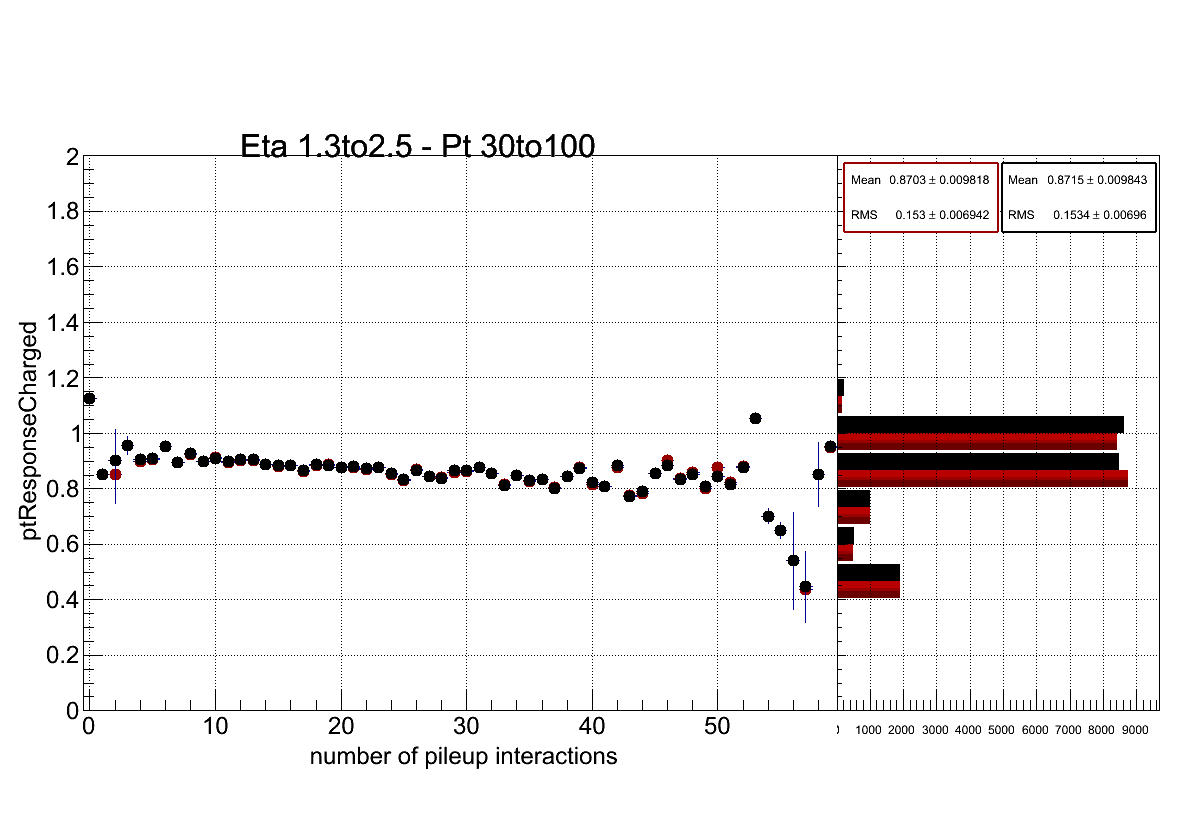 Eta 1.3to2.5 - Pt 30to100
2
1.8
1.6
1.4
1.2
1
0.8
0.6
0.4
0.2
0
ptResponseCharged
0 10 20 30 40 50
number of pileup interactions
Mean 0.8703 ± 0.009818
RMS 0.153 ± 0.006942
Mean 0.8715 ± 0.009843
RMS 0.1534 ± 0.00696
1000 2000 3000 4000 5000 6000 7000 8000 9000